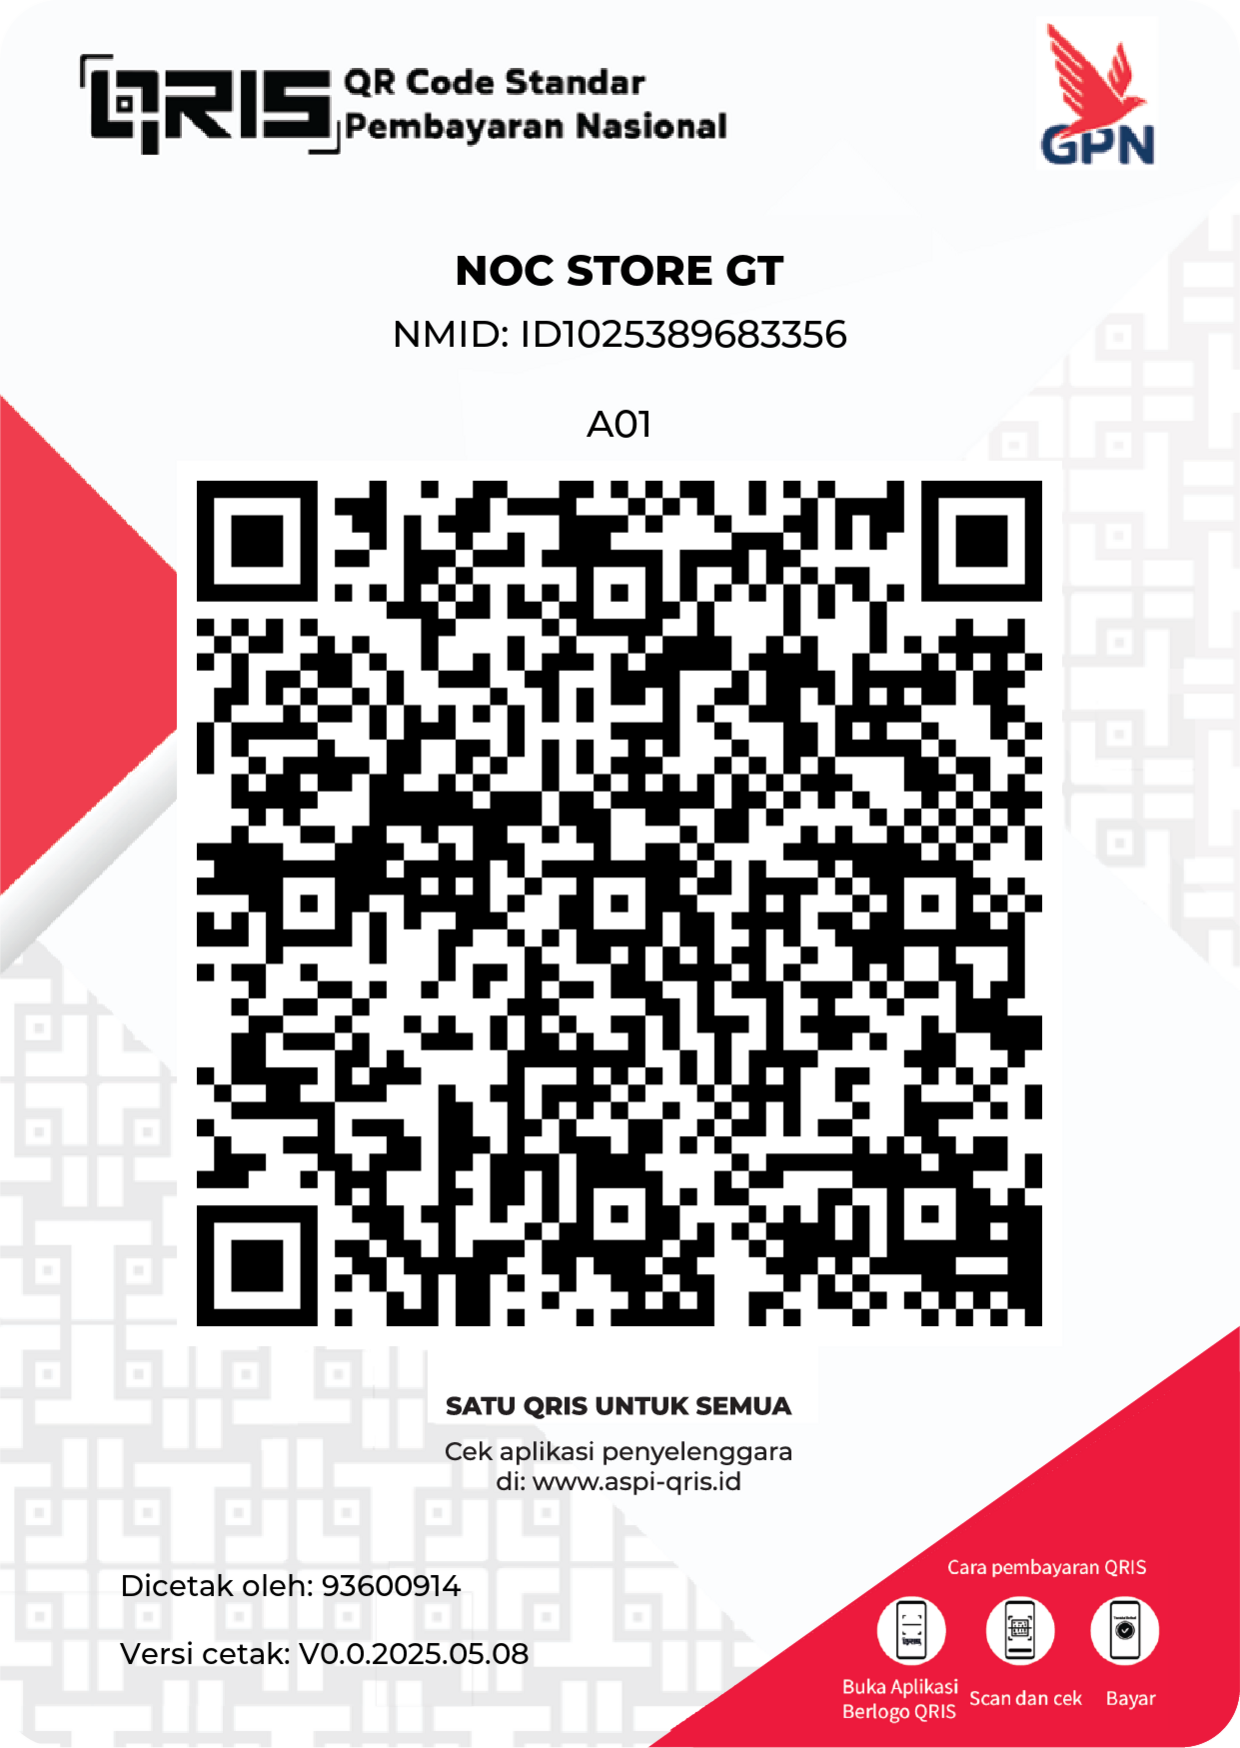 QRIS QR Code Standar
Pembayaran Nasional
GPN
NOC STORE GT
NMID: ID1025389683356
A01
SATU QRIS UNTUK SEMUA
Cek aplikasi penyelenggara
di: www.aspi-qris.id
Dicetak oleh: 93600914
Versi cetak: V0.0.2025.05.08
Cara pembayaran QRIS
Buka Aplikasi
Berlogo QRIS
Scan dan cek
Bayar